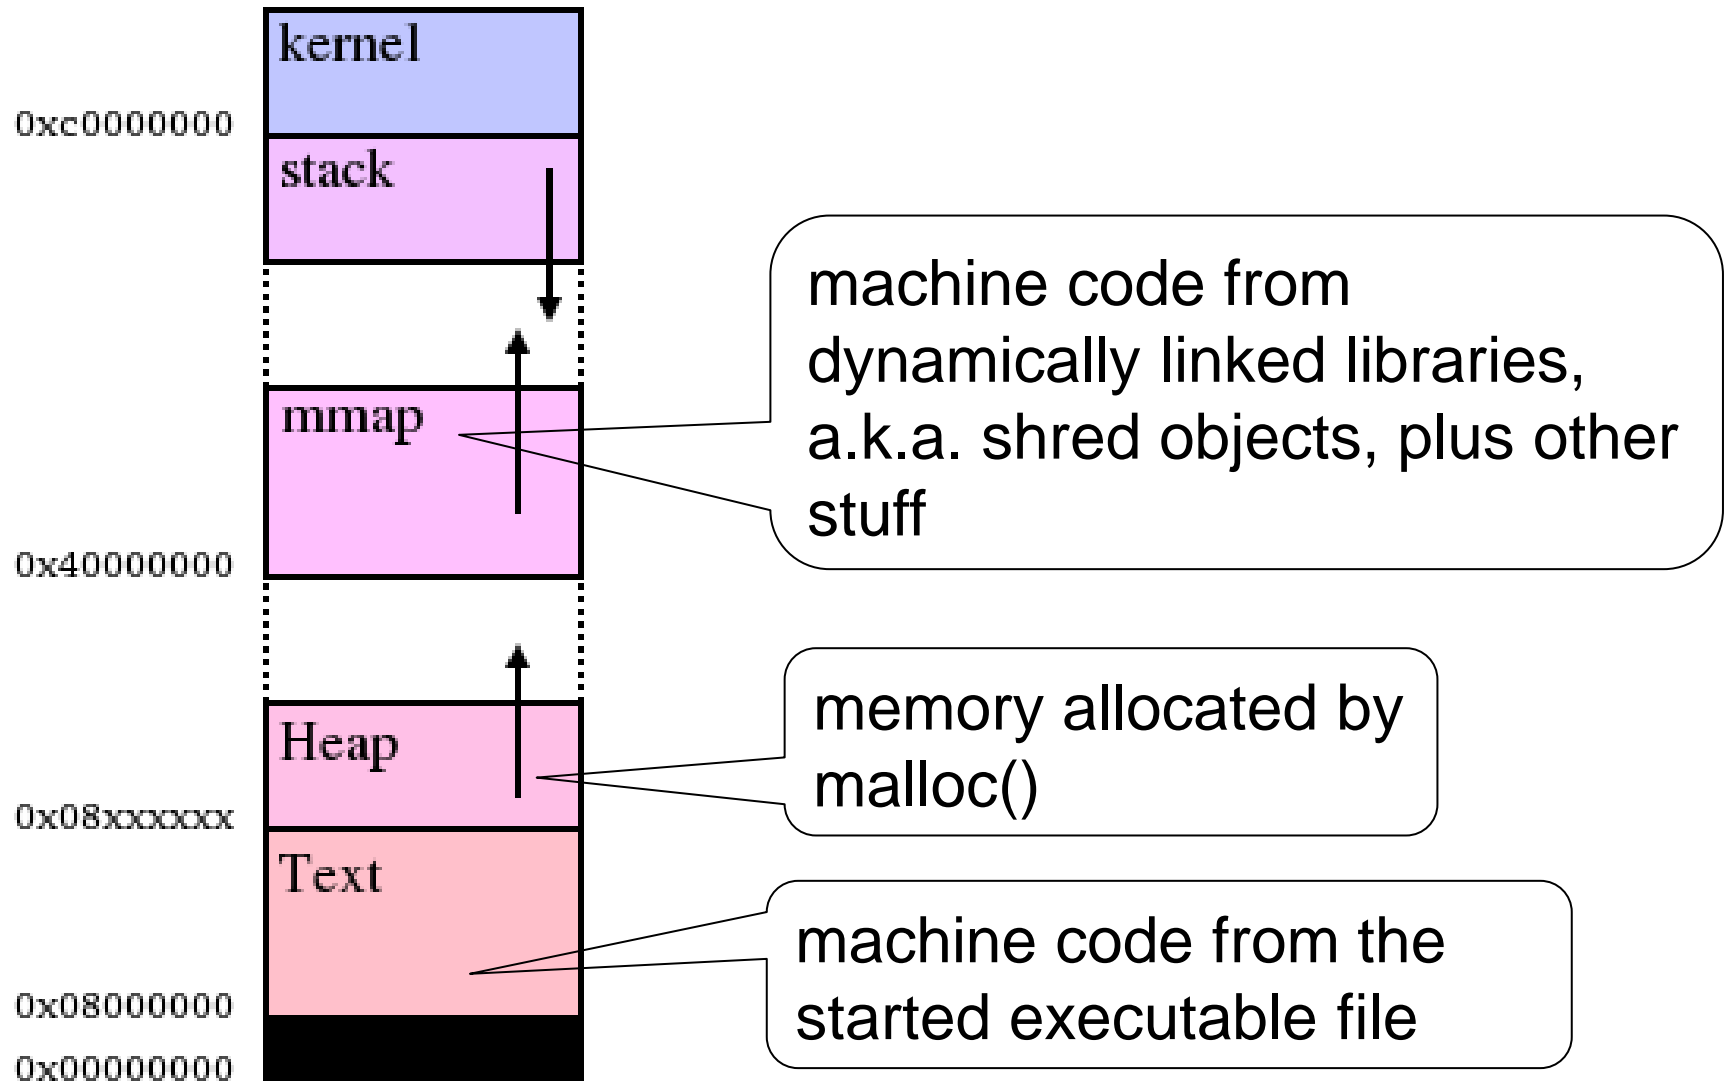 kernel
0xc0000000
stack
machine code from
dynamically linked libraries,
a.k.a. shred objects, plus other
stuff
mmap
0x40000000
memory allocated by
malloc()
Heap
0x08xxxxxx
Text
machine code from the
started executable file
0x08000000
0x00000000